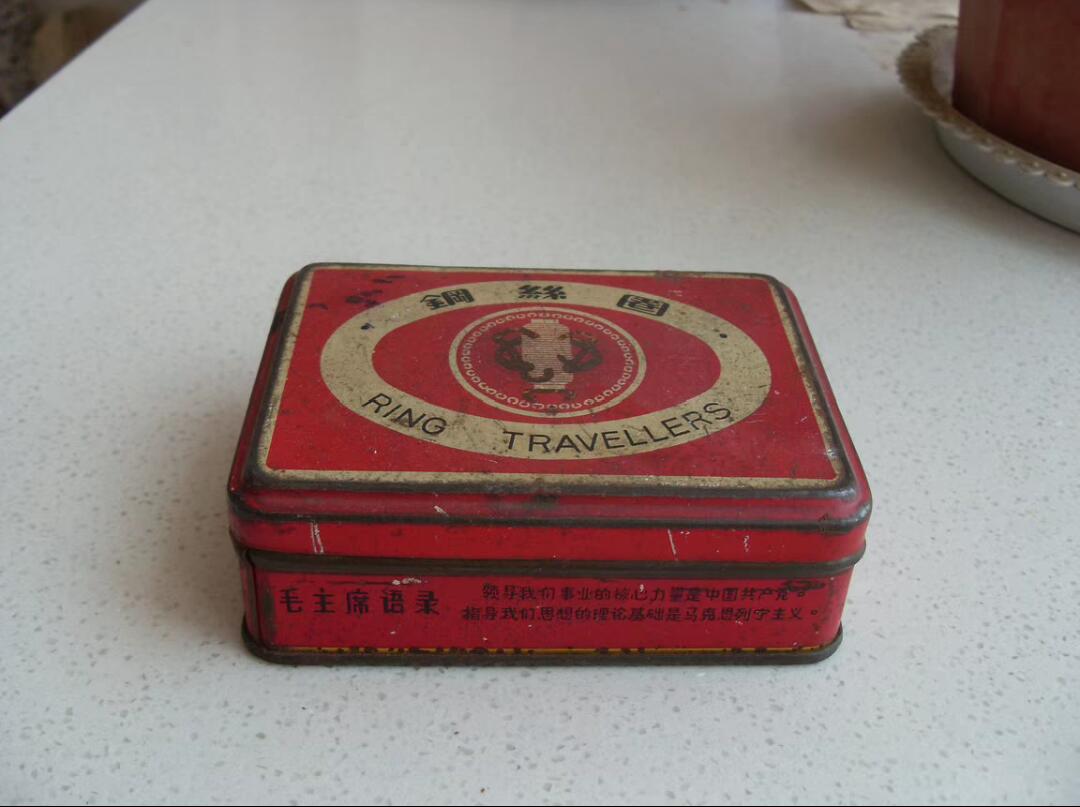 鋼絲圈
RING TRAVELLERS
毛主席语录
领导我们事业的核心力量是中国共产党。
指导我们思想的理论基础是马克思列宁主义。